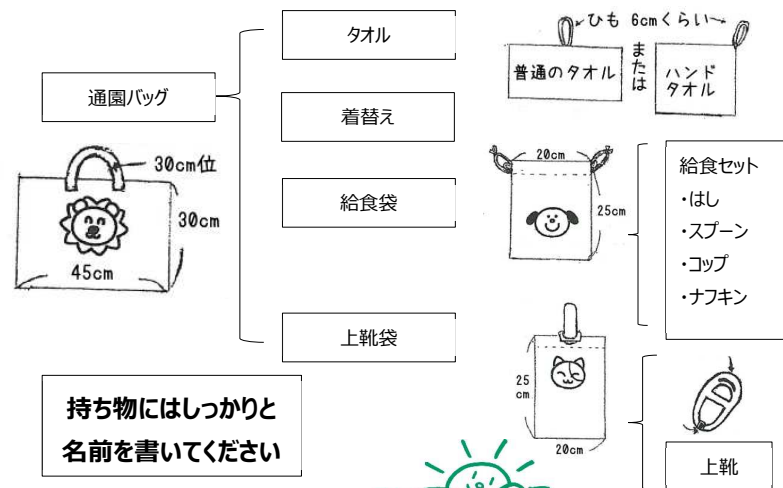 通園バッグ
30cm位
30cm
45cm
タオル
着替え
給食袋
上靴袋
ひも 6cmくらい
普通のタオル
または
ハンド
タオル
20cm
25cm
給食セット
・はし
・スプーン
・コップ
・ナフキン
25
cm
20cm
上靴
持ち物にはしっかりと
名前を書いてください